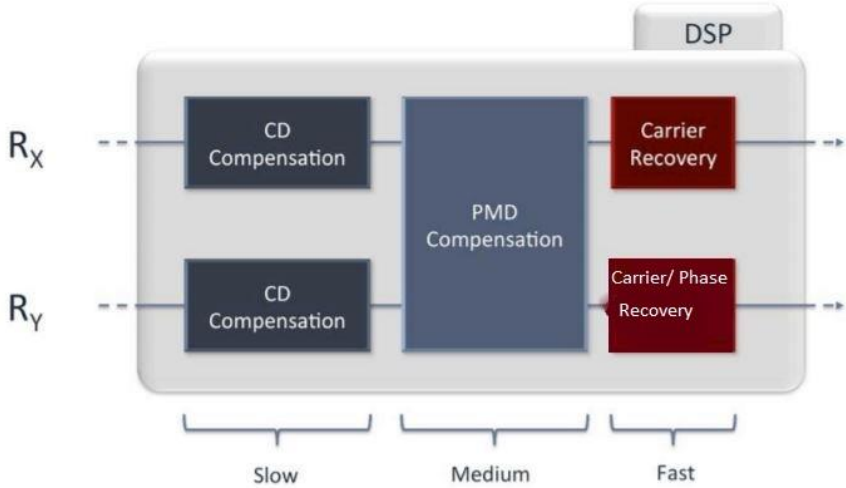 DSP
R_X
CD
Compensation
PMD
Compensation
Carrier
Recovery
R_Y
CD
Compensation
Carrier/ Phase
Recovery
Slow
Medium
Fast